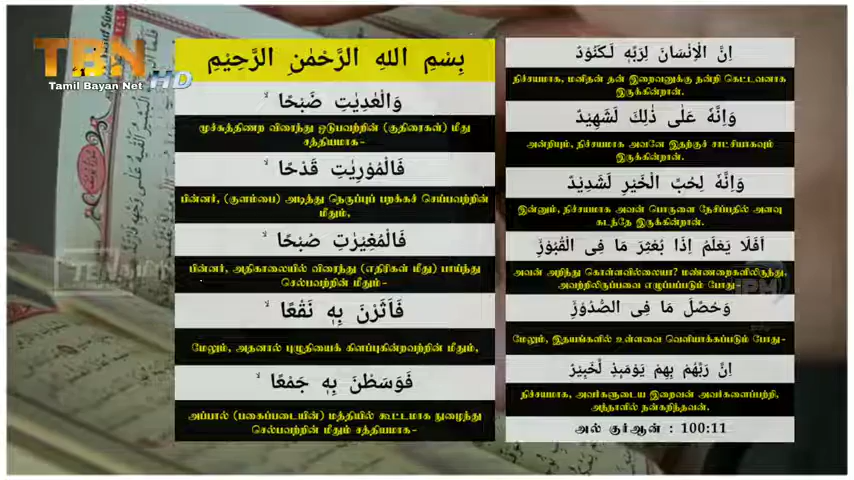 TBN HD
Tamil Bayan Net
بِسْمِ اللهِ الرَّحْمٰنِ الرَّحِيْمِ
وَالْعٰدِيٰتِ ضَبْحًا ۙ
மூச்சுத்திணற விரைந்து ஓடுபவற்றின் (குதிரைகள்) மீது
சத்தியமாக-
فَالْمُوْرِيٰتِ قَدْحًا ۙ
பின்னர், (குளம்பை) அடித்து நெருப்புப் பறக்கச் செய்பவற்றின்
மீதும்,
فَالْمُغِيْرٰتِ صُبْحًا ۙ
பின்னர், அதிகாலையில் விரைந்து (எதிரிகள் மீது) பாய்ந்து
செல்பவற்றின் மீதும்-
فَاَثَرْنَ بِهٖ نَقْعًا ۙ
மேலும், அதனால் புழுதியைக் கிளப்புகின்றவற்றின் மீதும்,
فَوَسَطْنَ بِهٖ جَمْعًا ۙ
அப்பால் (பகைப்படையின்) மத்தியில் கூட்டமாக நுழைந்து
செல்பவற்றின் மீதும் சத்தியமாக-
اِنَّ الْاِنْسَانَ لِرَبِّهٖ لَـكَنُوْدٌ
நிச்சயமாக, மனிதன் தன் இறைவனுக்கு நன்றி கெட்டவனாக
இருக்கின்றான்.
وَاِنَّهٗ عَلٰى ذٰلِكَ لَشَهِيْدٌ
அன்றியும், நிச்சயமாக அவனே இதற்குச் சாட்சியாகவும்
இருக்கின்றான்.
وَاِنَّهٗ لِحُبِّ الْخَيْرِ لَشَدِيْدٌ
இன்னும், நிச்சயமாக அவன் பொருளை நேசிப்பதில் அளவு
கடந்தே இருக்கின்றான்.
اَفَلَا يَعْلَمُ اِذَا بُعْثِرَ مَا فِى الْقُبُوْرِۙ
அவன் அறிந்து கொள்ளவில்லையா? மண்ணறைகளிலிருந்து,
அவற்றிலிருப்பவை எழுப்பப்படும் போது-
وَحُصِّلَ مَا فِى الصُّدُوْرِۙ
மேலும், இதயங்களில் உள்ளவை வெளியாக்கப்படும் போது-
اِنَّ رَبَّهُمْ بِهِمْ يَوْمَٮِٕذٍ لَّخَبِيْرٌ
நிச்சயமாக, அவர்களுடைய இறைவன் அவர்களைப்பற்றி,
அந்நாளில் நன்கறிந்தவன்.
அல் குர்ஆன் : 100:11